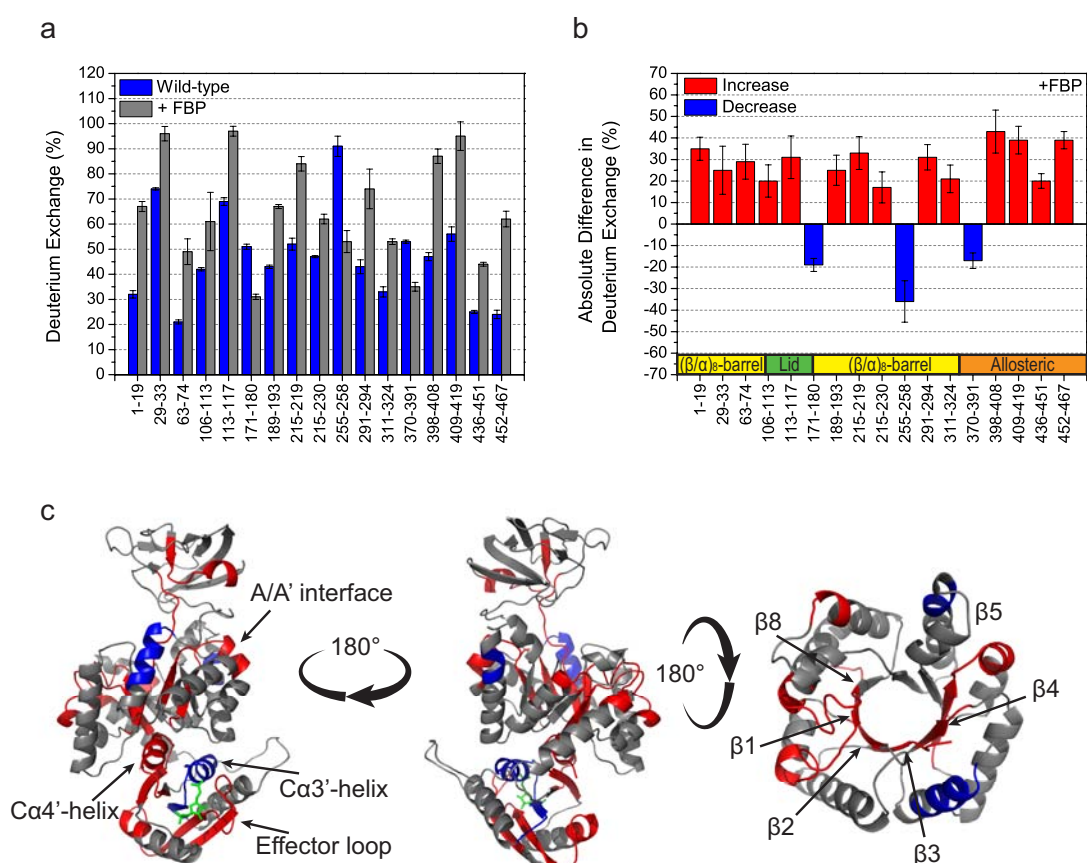 a
Deuterium Exchange (%)
120
110
100
90
80
70
60
50
40
30
20
10
0
Wild-type
+ FBP
1-19
29-33
63-74
106-113
113-117
171-180
189-193
215-219
215-230
255-258
291-294
311-324
370-391
398-408
409-419
436-451
452-467
b
Absolute Difference in
Deuterium Exchange (%)
70
60
50
40
30
20
10
0
-10
-20
-30
-40
-50
-60
-70
Increase
Decrease
+FBP
(β/α)₈-barrel
Lid
(β/α)₈-barrel
Allosteric
1-19
29-33
63-74
106-113
113-117
171-180
189-193
215-219
215-230
255-258
291-294
311-324
370-391
398-408
409-419
436-451
452-467
c
A/A' interface
180°
Cα4'-helix
Cα3'-helix
Effector loop
180°
β8
β5
β4
β1
β2
β3